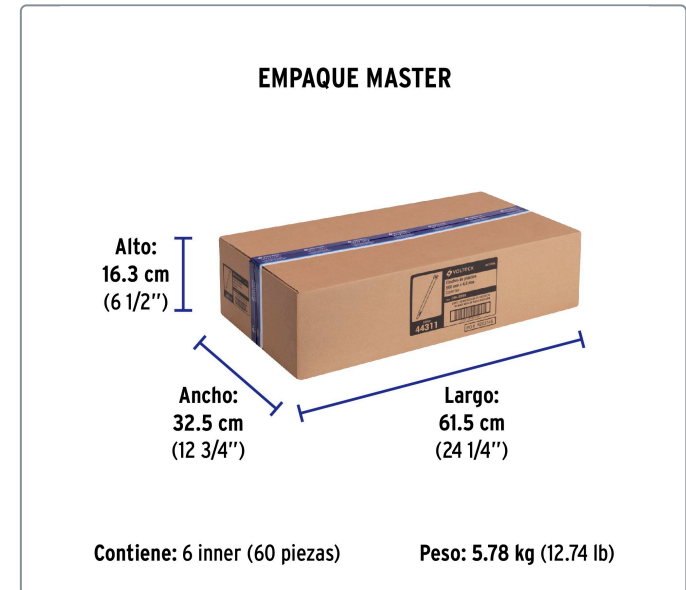 EMPAQUE MASTER
Alto:
16.3 cm
(6 1/2")
VOLTECK
44311
Ancho:
32.5 cm
(12 3/4")
Largo:
61.5 cm
(24 1/4")
Contiene: 6 inner (60 piezas)
Peso: 5.78 kg (12.74 lb)